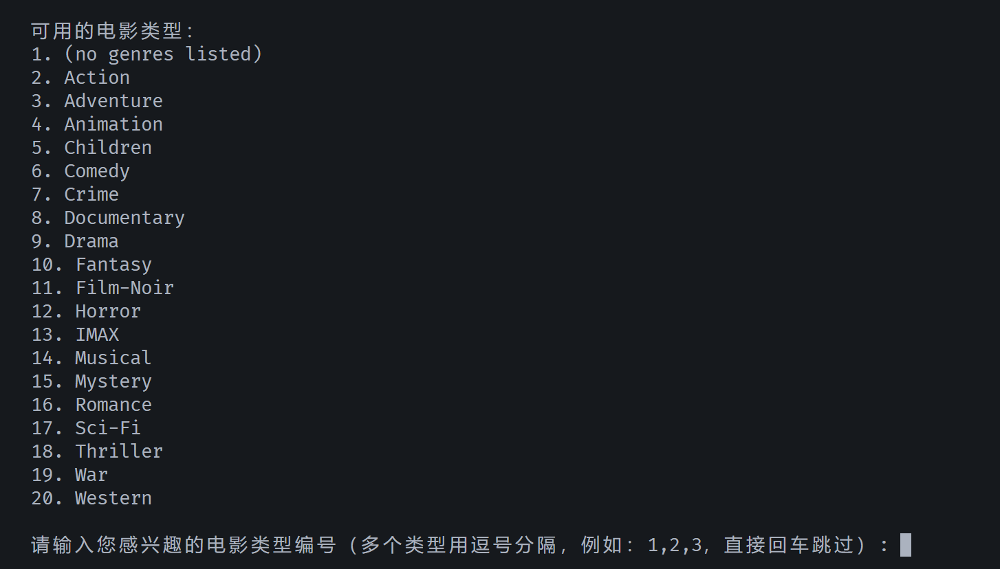 可用的电影类型：
1. (no genres listed)
2. Action
3. Adventure
4. Animation
5. Children
6. Comedy
7. Crime
8. Documentary
9. Drama
10. Fantasy
11. Film-Noir
12. Horror
13. IMAX
14. Musical
15. Mystery
16. Romance
17. Sci-Fi
18. Thriller
19. War
20. Western
请输入您感兴趣的电影类型编号（多个类型用逗号分隔，例如：1,2,3，直接回车跳过）：